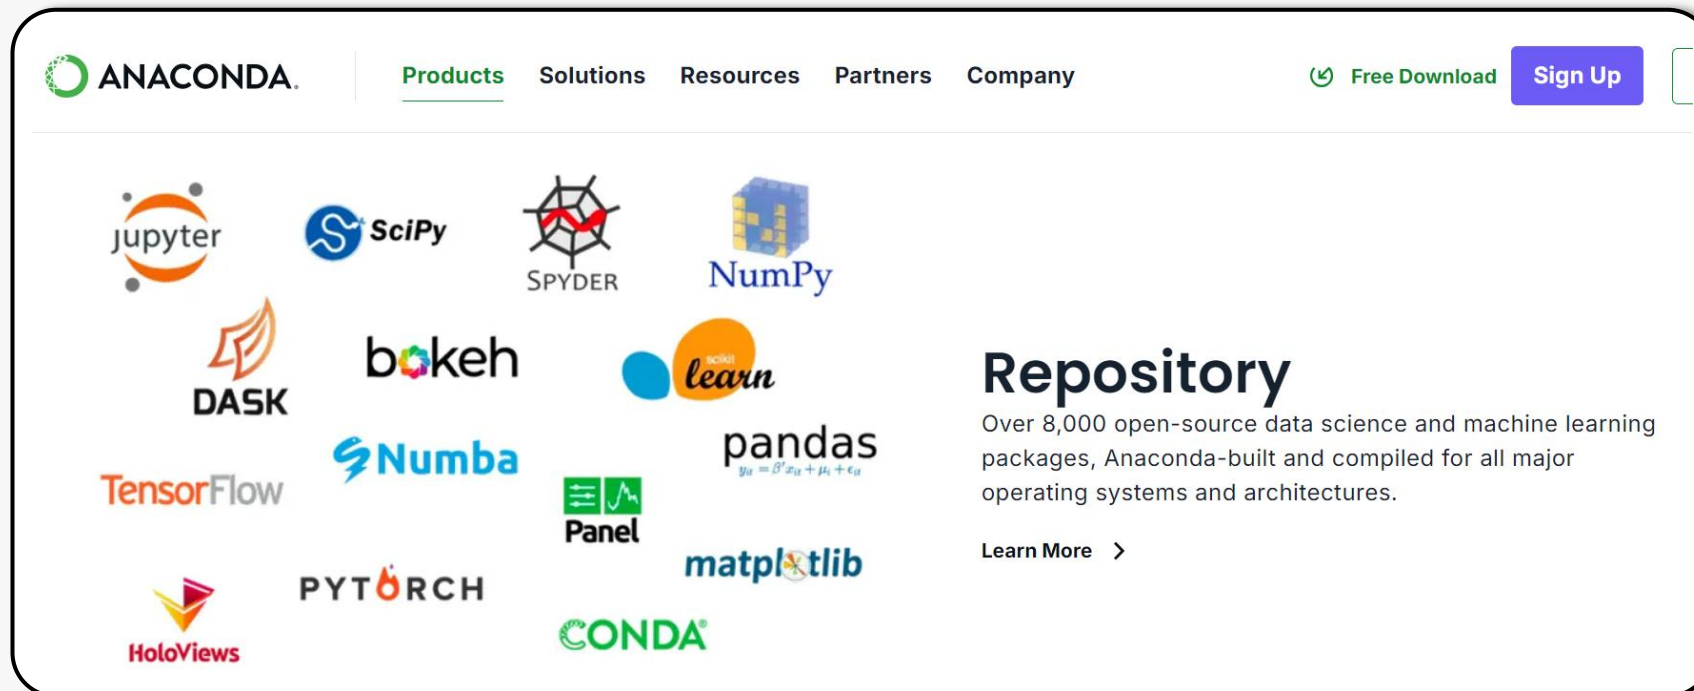 ANACONDA.
Products Solutions Resources Partners Company
Free Download
Sign Up
jupyter
SciPy
SPYDER
NumPy
DASK
bokeh
scikit
learn
Numba
pandas
TensorFlow
Panel
matplotlib
PYTORCH
HoloViews
CONDA®
Repository
Over 8,000 open-source data science and machine learning
packages, Anaconda-built and compiled for all major
operating systems and architectures.
Learn More